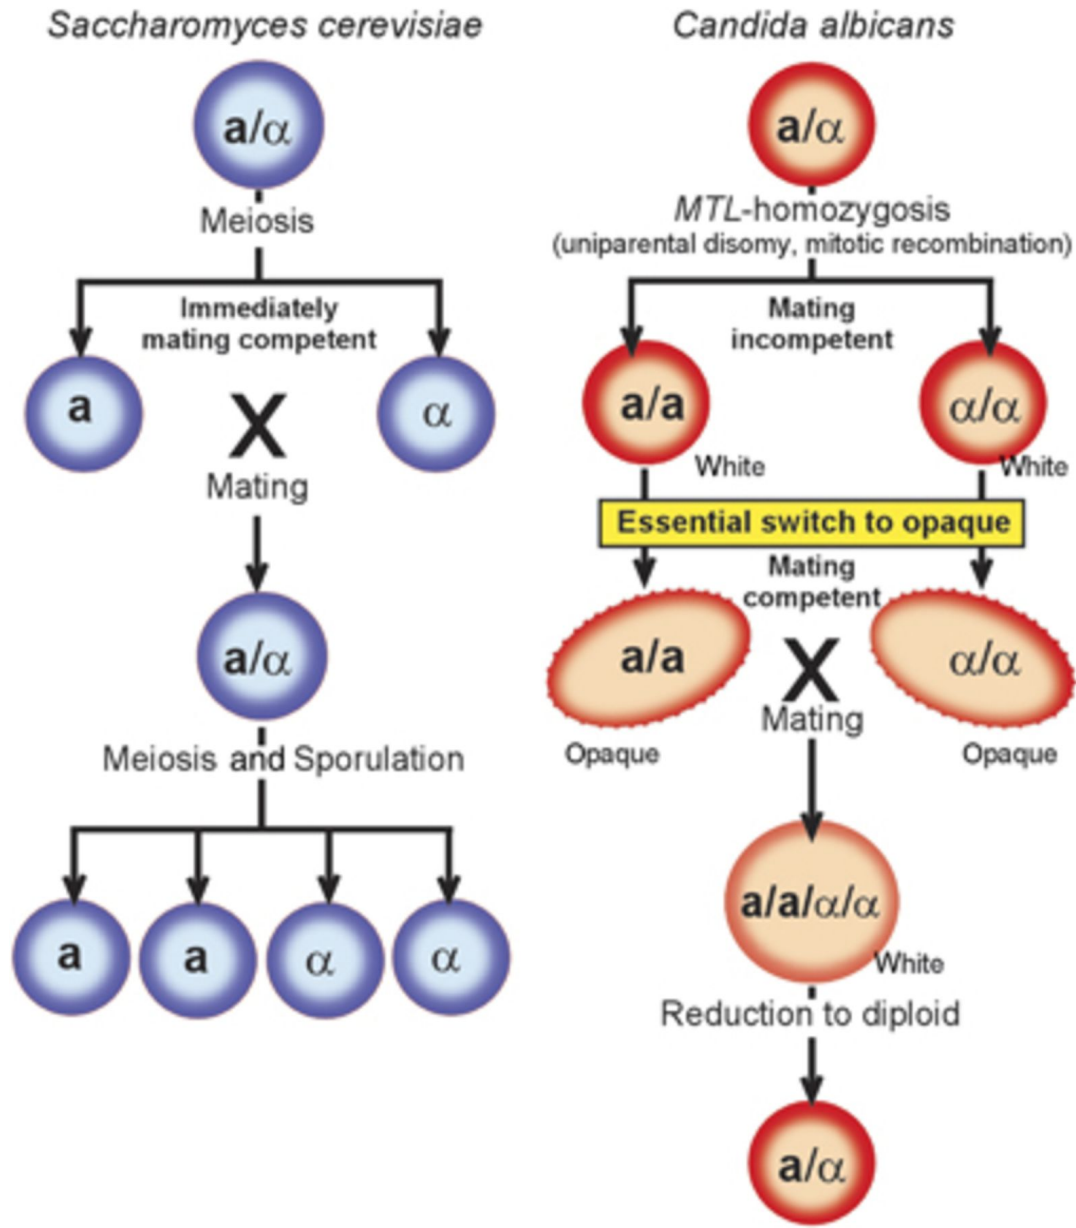 Saccharomyces cerevisiae
a/α
Meiosis
Immediately
mating competent
a
α
X
Mating
a/α
Meiosis and Sporulation
a
a
α
α
Candida albicans
a/α
MTL-homozygosis
(uniparental disomy, mitotic recombination)
Mating
incompetent
a/a
α/α
White
White
Essential switch to opaque
Mating
competent
a/a
α/α
X
Mating
Opaque
Opaque
a/a/α/α
White
Reduction to diploid
a/α